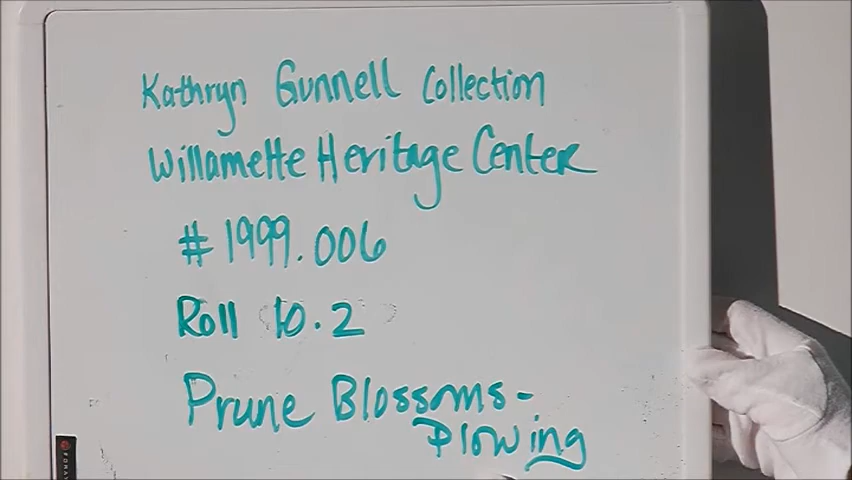 Kathryn Gunnell Collection
Willamette Heritage Center
# 1999.006
Roll 10.2
Prune Blossoms -
Plowing